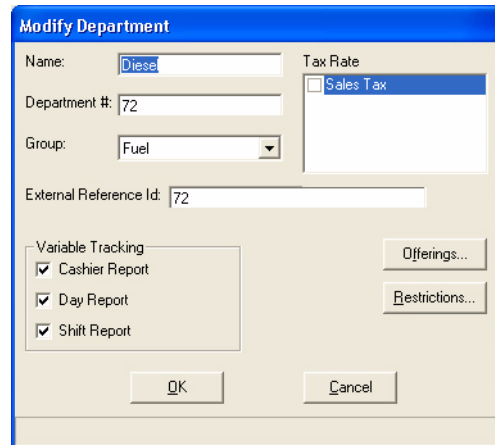 Modify Department
Name: Diesel
Department #: 72
Group: Fuel
External Reference Id: 72
Tax Rate
Sales Tax
Variable Tracking
Cashier Report
Day Report
Shift Report
Offerings...
Restrictions...
OK
Cancel